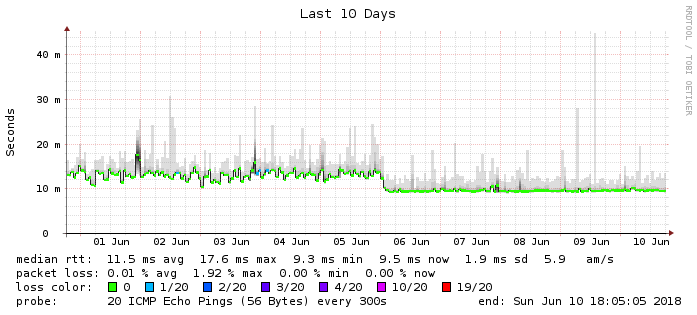 Last 10 Days
RRDTOOL / TOBI OETIKER
Seconds
40 m
30 m
20 m
10 m
0
01 Jun 02 Jun 03 Jun 04 Jun 05 Jun 06 Jun 07 Jun 08 Jun 09 Jun 10 Jun
median rtt: 11.5 ms avg 17.6 ms max 9.3 ms min 9.5 ms now 1.9 ms sd 5.9 am/s
packet loss: 0.01 % avg 1.92 % max 0.00 % min 0.00 % now
loss color: 0 1/20 2/20 3/20 4/20 10/20 19/20
probe: 20 ICMP Echo Pings (56 Bytes) every 300s end: Sun Jun 10 18:05:05 2018